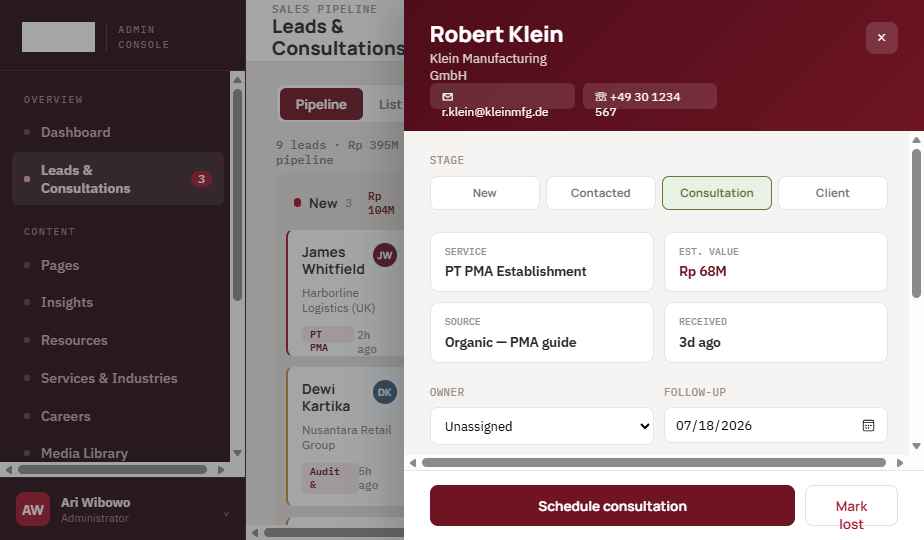 ADMIN
CONSOLE
OVERVIEW
Dashboard
Leads &
Consultations
3
CONTENT
Pages
Insights
Resources
Services & Industries
Careers
Media Library
AW
Ari Wibowo
Administrator
SALES PIPELINE
Leads &
Consultations
Pipeline
List
9 leads · Rp 395M
pipeline
New 3
Rp
104M
James
Whitfield
JW
Harborline
Logistics (UK)
PT
PMA
2h
ago
Dewi
Kartika
DK
Nusantara Retail
Group
Audit
&
5h
ago
Robert Klein
×
Klein Manufacturing
GmbH
✉
r.klein@kleinmfg.de
☏ +49 30 1234
567
STAGE
New
Contacted
Consultation
Client
SERVICE
PT PMA Establishment
EST. VALUE
Rp 68M
SOURCE
Organic — PMA guide
RECEIVED
3d ago
OWNER
Unassigned
FOLLOW-UP
07/18/2026
Schedule consultation
Mark
lost